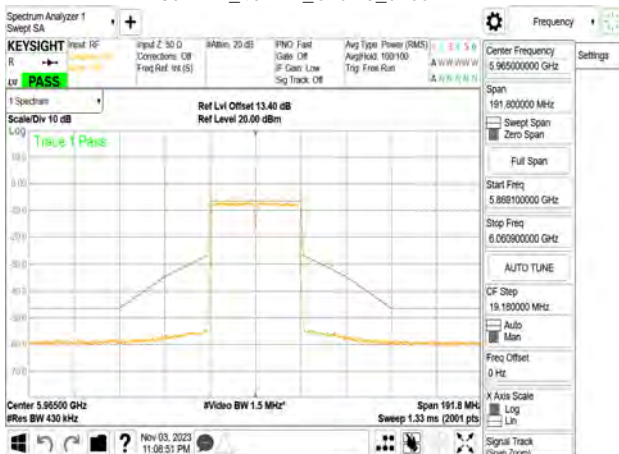 Spectrum Analyzer 1
Swept SA
+
Frequency
KEYSIGHT
Input: RF
Input Z: 50 Ω
#Atten: 20 dB
PNO: Fast
Avg Type: Power (RMS)
R
Corrections: Off
Gate: Off
Avg|Hold: 100/100
Freq Ref: Int (S)
IF Gain: Low
Trig: Free Run
Sig Track: Off
PASS
1 Spectrum
Ref Lvl Offset 13.40 dB
Scale/Div 10 dB
Ref Level 20.00 dBm
Log
Trace 1 Pass
Center 5.96500 GHz
#Video BW 1.5 MHz*
Span 191.8 MHz
#Res BW 430 kHz
Sweep 1.33 ms (2001 pts)
?
Nov 03, 2023
11:08:51 PM
Settings
Center Frequency
5.965000000 GHz
Span
191.800000 MHz
Swept Span
Zero Span
Full Span
Start Freq
5.869100000 GHz
Stop Freq
6.060900000 GHz
AUTO TUNE
CF Step
19.180000 MHz
Auto
Man
Freq Offset
0 Hz
X Axis Scale
Log
Lin
Signal Track
(Span Zoom)